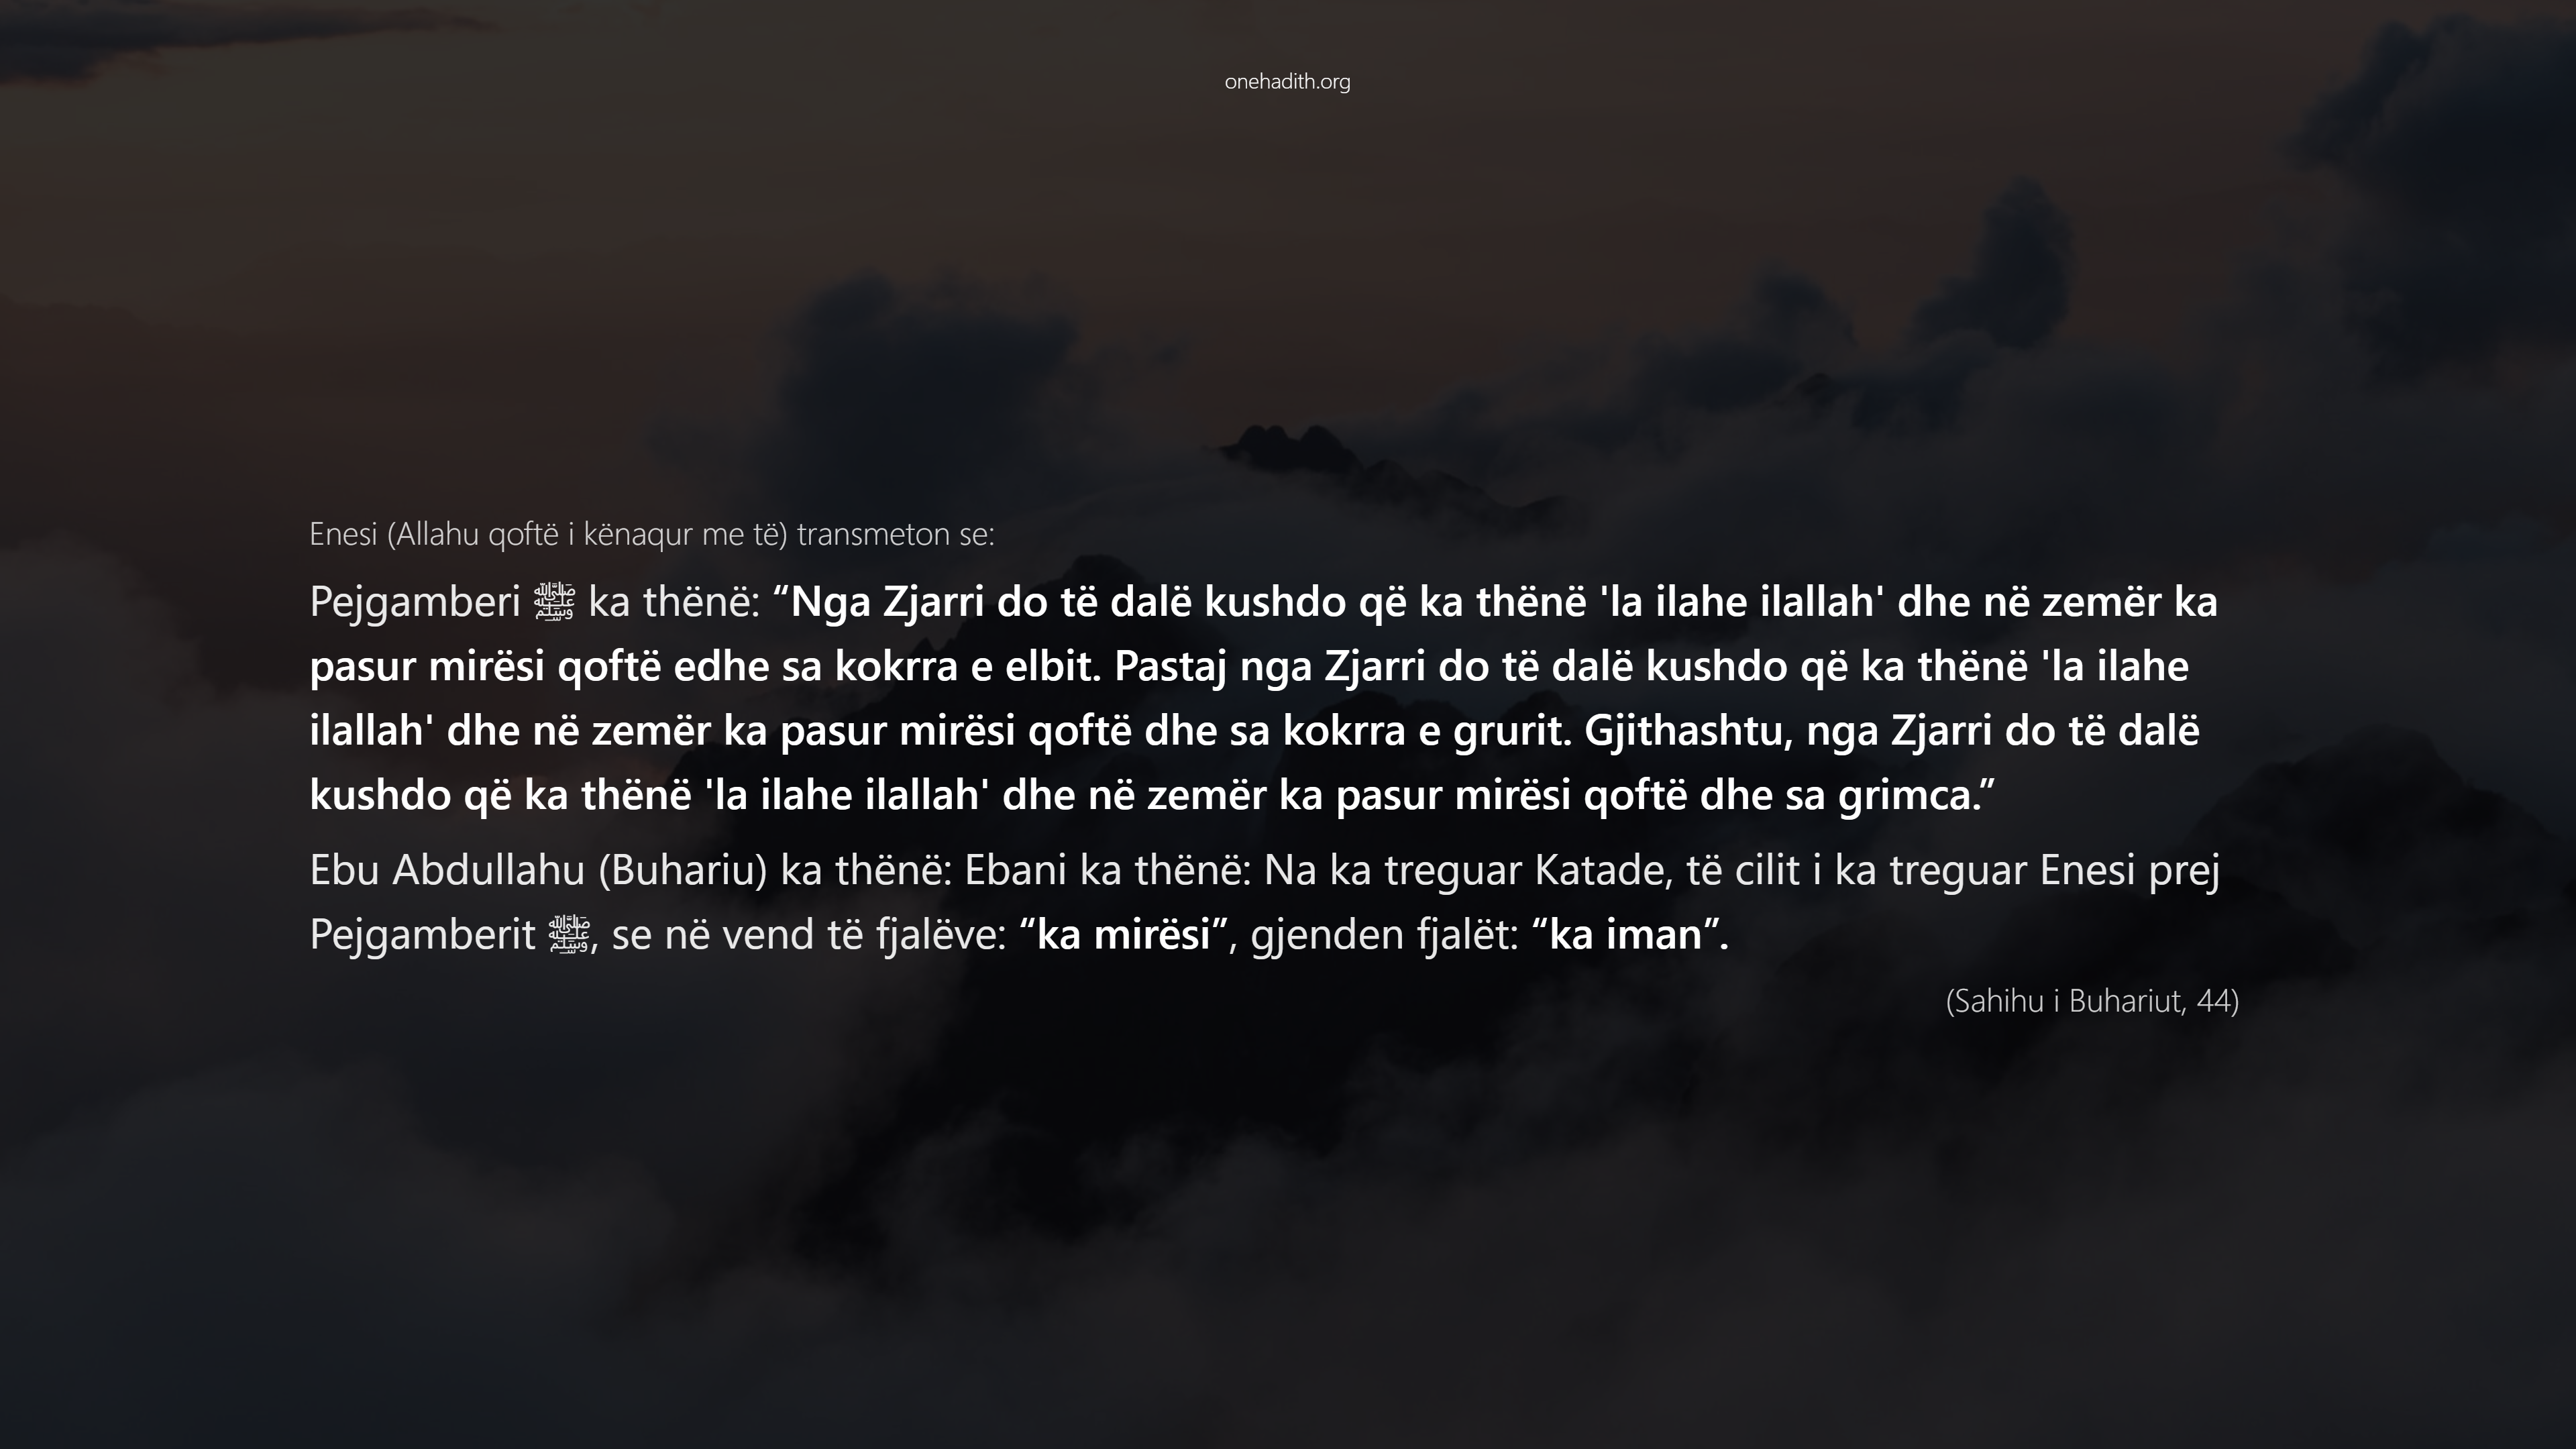 onehadith.org
Enesi (Allahu qoftë i kënaqur me të) transmeton se:
Pejgamberi ﷺ ka thënë: “Nga Zjarri do të dalë kushdo që ka thënë 'la ilahe ilallah' dhe në zemër ka
pasur mirësi qoftë edhe sa kokrra e elbit. Pastaj nga Zjarri do të dalë kushdo që ka thënë 'la ilahe
ilallah' dhe në zemër ka pasur mirësi qoftë dhe sa kokrra e grurit. Gjithashtu, nga Zjarri do të dalë
kushdo që ka thënë 'la ilahe ilallah' dhe në zemër ka pasur mirësi qoftë dhe sa grimca.”
Ebu Abdullahu (Buhariu) ka thënë: Ebani ka thënë: Na ka treguar Katade, të cilit i ka treguar Enesi prej
Pejgamberit ﷺ, se në vend të fjalëve: “ka mirësi”, gjenden fjalët: “ka iman”.
(Sahihu i Buhariut, 44)